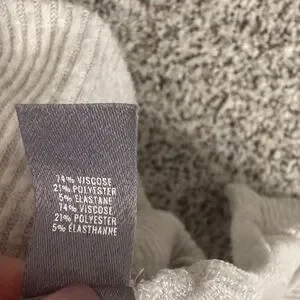 74% VISCOSE
21% POLYESTER
5% ELASTANE
74% VISCOSE
21% POLYESTER
5% ELASTHANNE